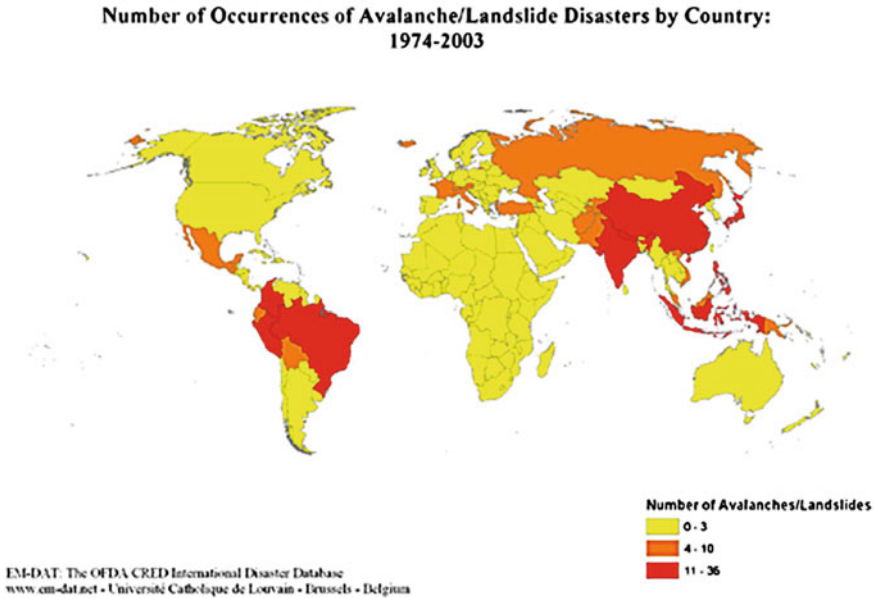 Number of Occurrences of Avalanche/Landslide Disasters by Country:
1974-2003
Number of Avalanches/Landslides
0 - 3
4 - 10
11 - 36
EM-DAT: The OFDA CRED International Disaster Database
www.em-dat.net - Université Catholique de Louvain - Brussels - Belgium